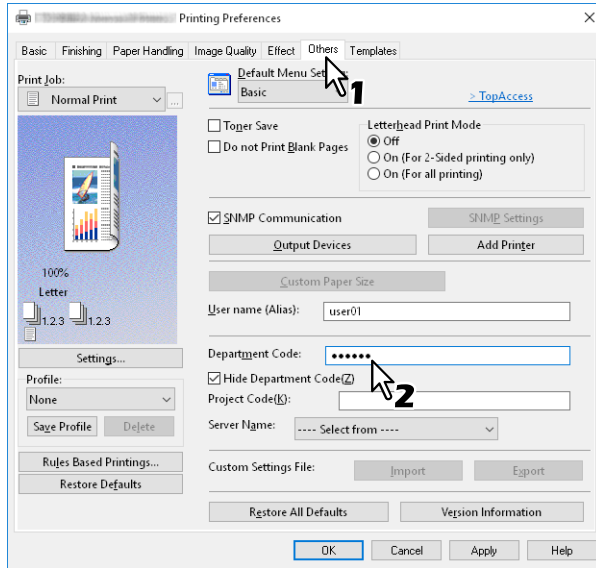 Printing Preferences
Basic Finishing Paper Handling Image Quality Effect Others Templates
Print Job:
Normal Print
...
100%
Letter
1.2.3 1.2.3
Settings...
Profile:
None
Save Profile Delete
Rules Based Printings...
Restore Defaults
Default Menu
Basic
1
> TopAccess
Toner Save
Do not Print Blank Pages
Letterhead Print Mode
Off
On (For 2-Sided printing only)
On (For all printing)
SNMP Communication
SNMP Settings
Output Devices
Add Printer
Custom Paper Size
User name (Alias): user01
Department Code: ••••••
Hide Department Code(Z)
2
Project Code(K):
Server Name: ---- Select from ----
Custom Settings File: Import Export
Restore All Defaults Version Information
OK Cancel Apply Help